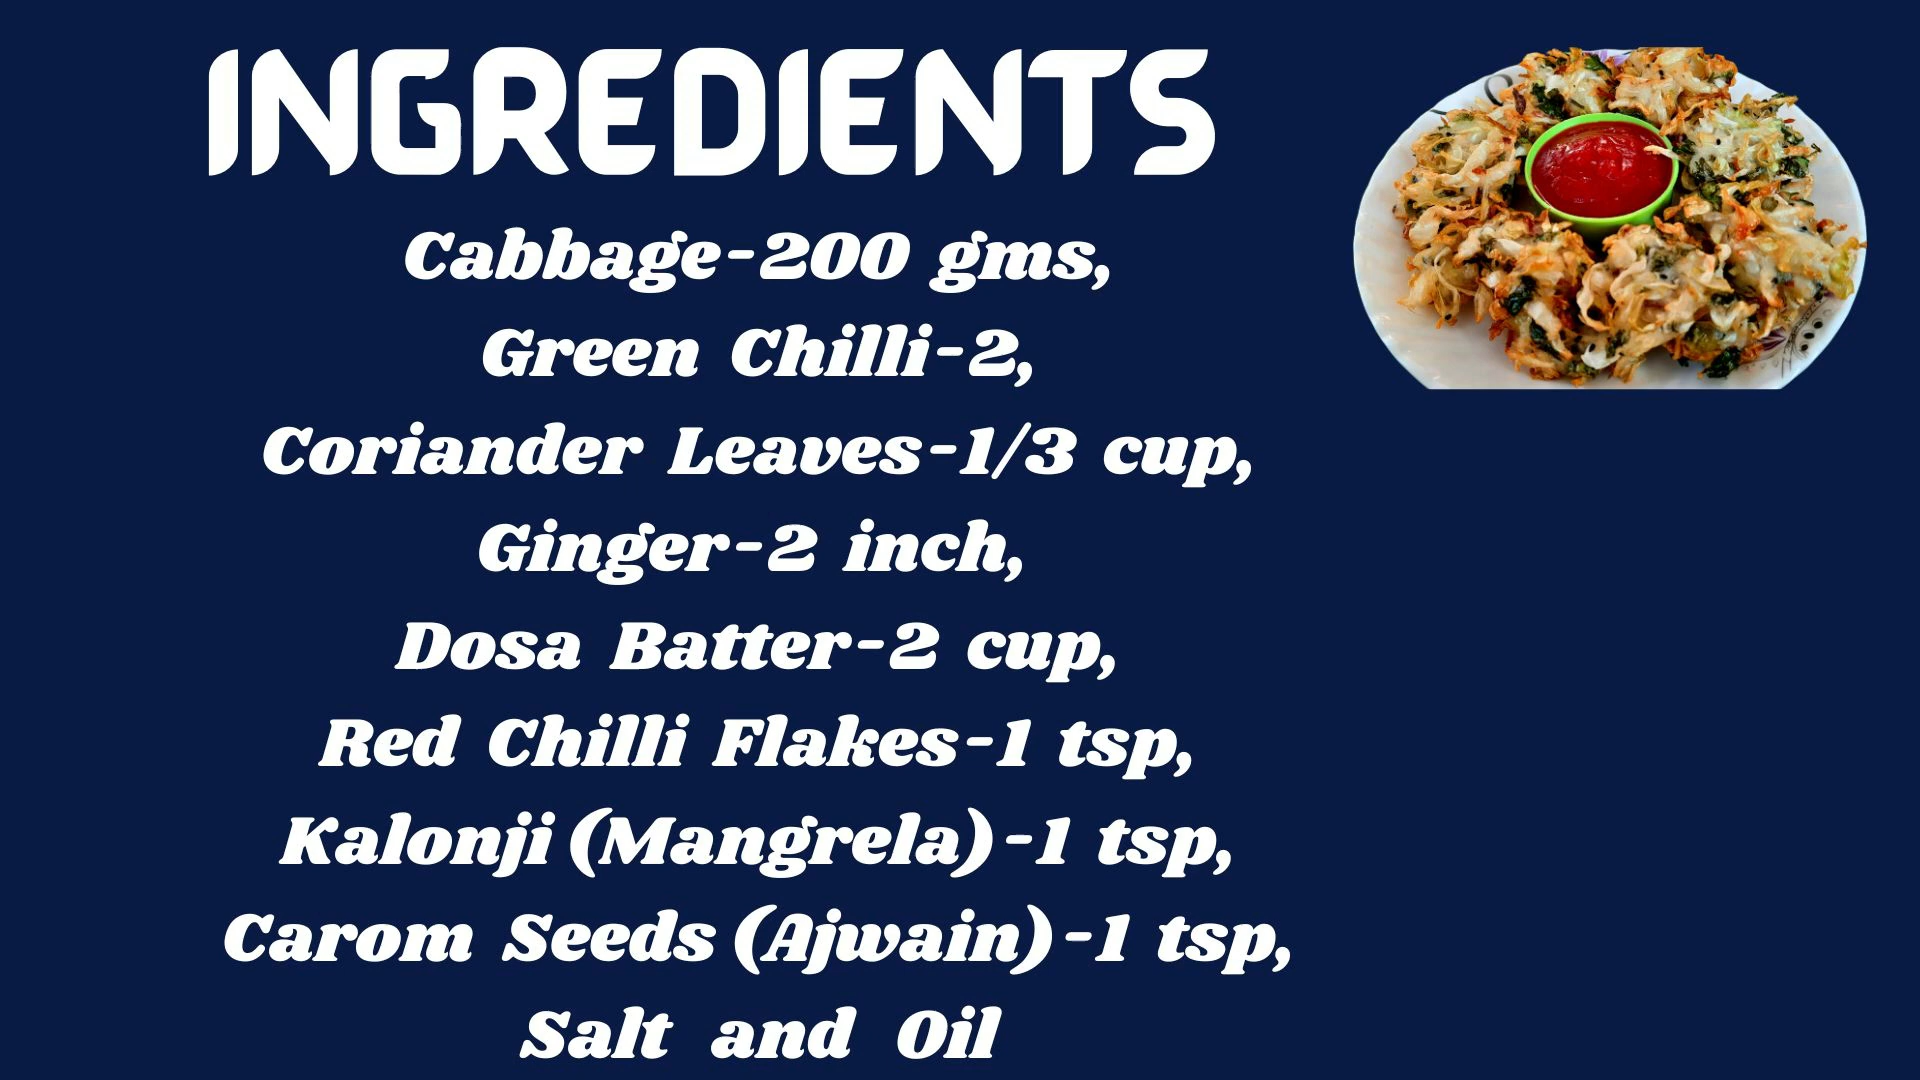 INGREDIENTS
Cabbage-200 gms,
Green Chilli-2,
Coriander Leaves-1/3 cup,
Ginger-2 inch,
Dosa Batter-2 cup,
Red Chilli Flakes-1 tsp,
Kalonji (Mangrela)-1 tsp,
Carom Seeds (Ajwain)-1 tsp,
Salt and Oil